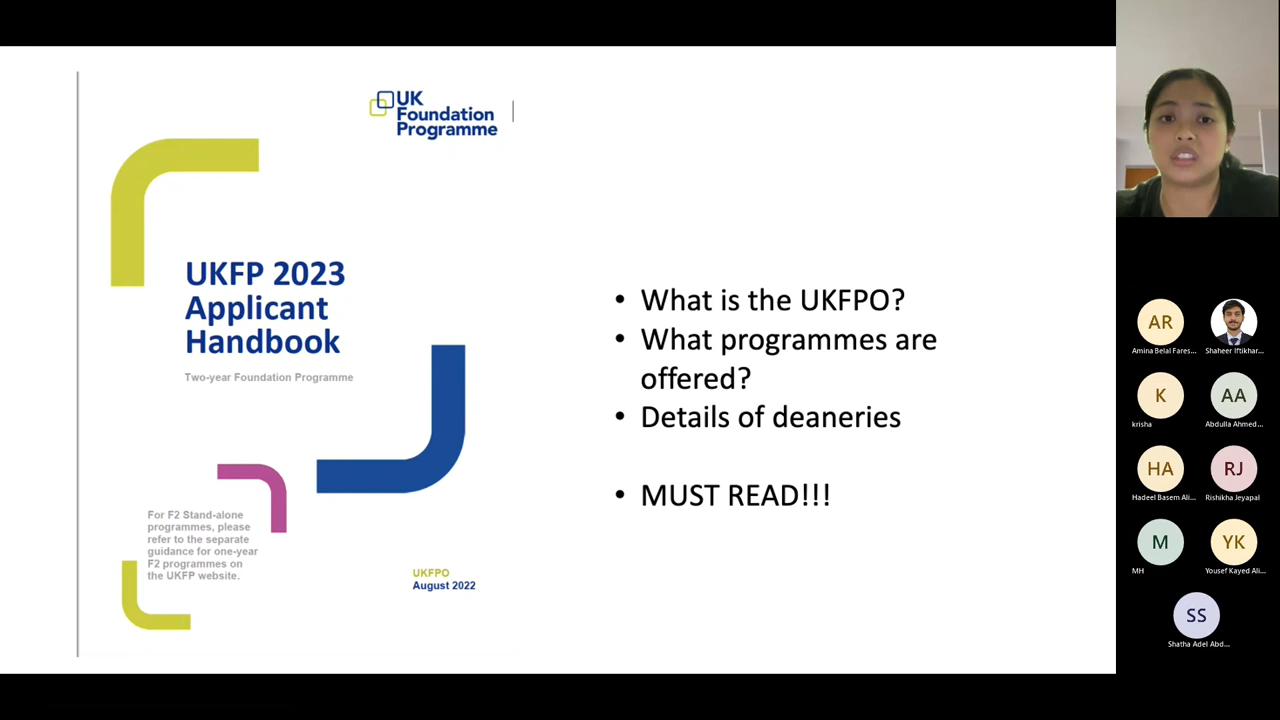 UK
Foundation
Programme
UKFP 2023
Applicant
Handbook
Two-year Foundation Programme
For F2 Stand-alone
programmes, please
refer to the separate
guidance for one-year
F2 programmes on
the UKFP website.
UKFPO
August 2022
• What is the UKFPO?
• What programmes are
offered?
• Details of deaneries
• MUST READ!!!
AR
Amina Belal Fares...
Shaheer Iftikhar...
K
krisha
AA
Abdulla Ahmed...
HA
Hadeel Basem Ali...
RJ
Rishikha Jeyapal
M
MH
YK
Yousef Kayed Ali...
SS
Shatha Adel Abd...